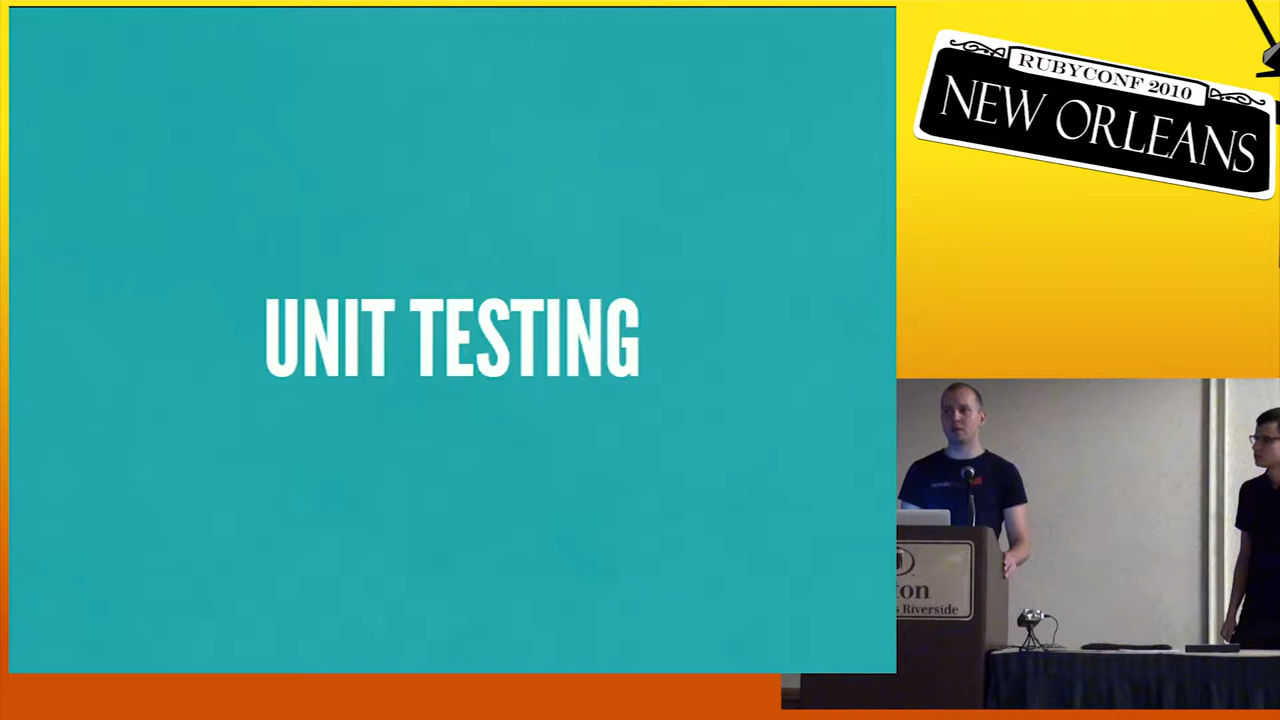 UNIT TESTING
RUBYCONF 2010
NEW ORLEANS
ton
s Riverside